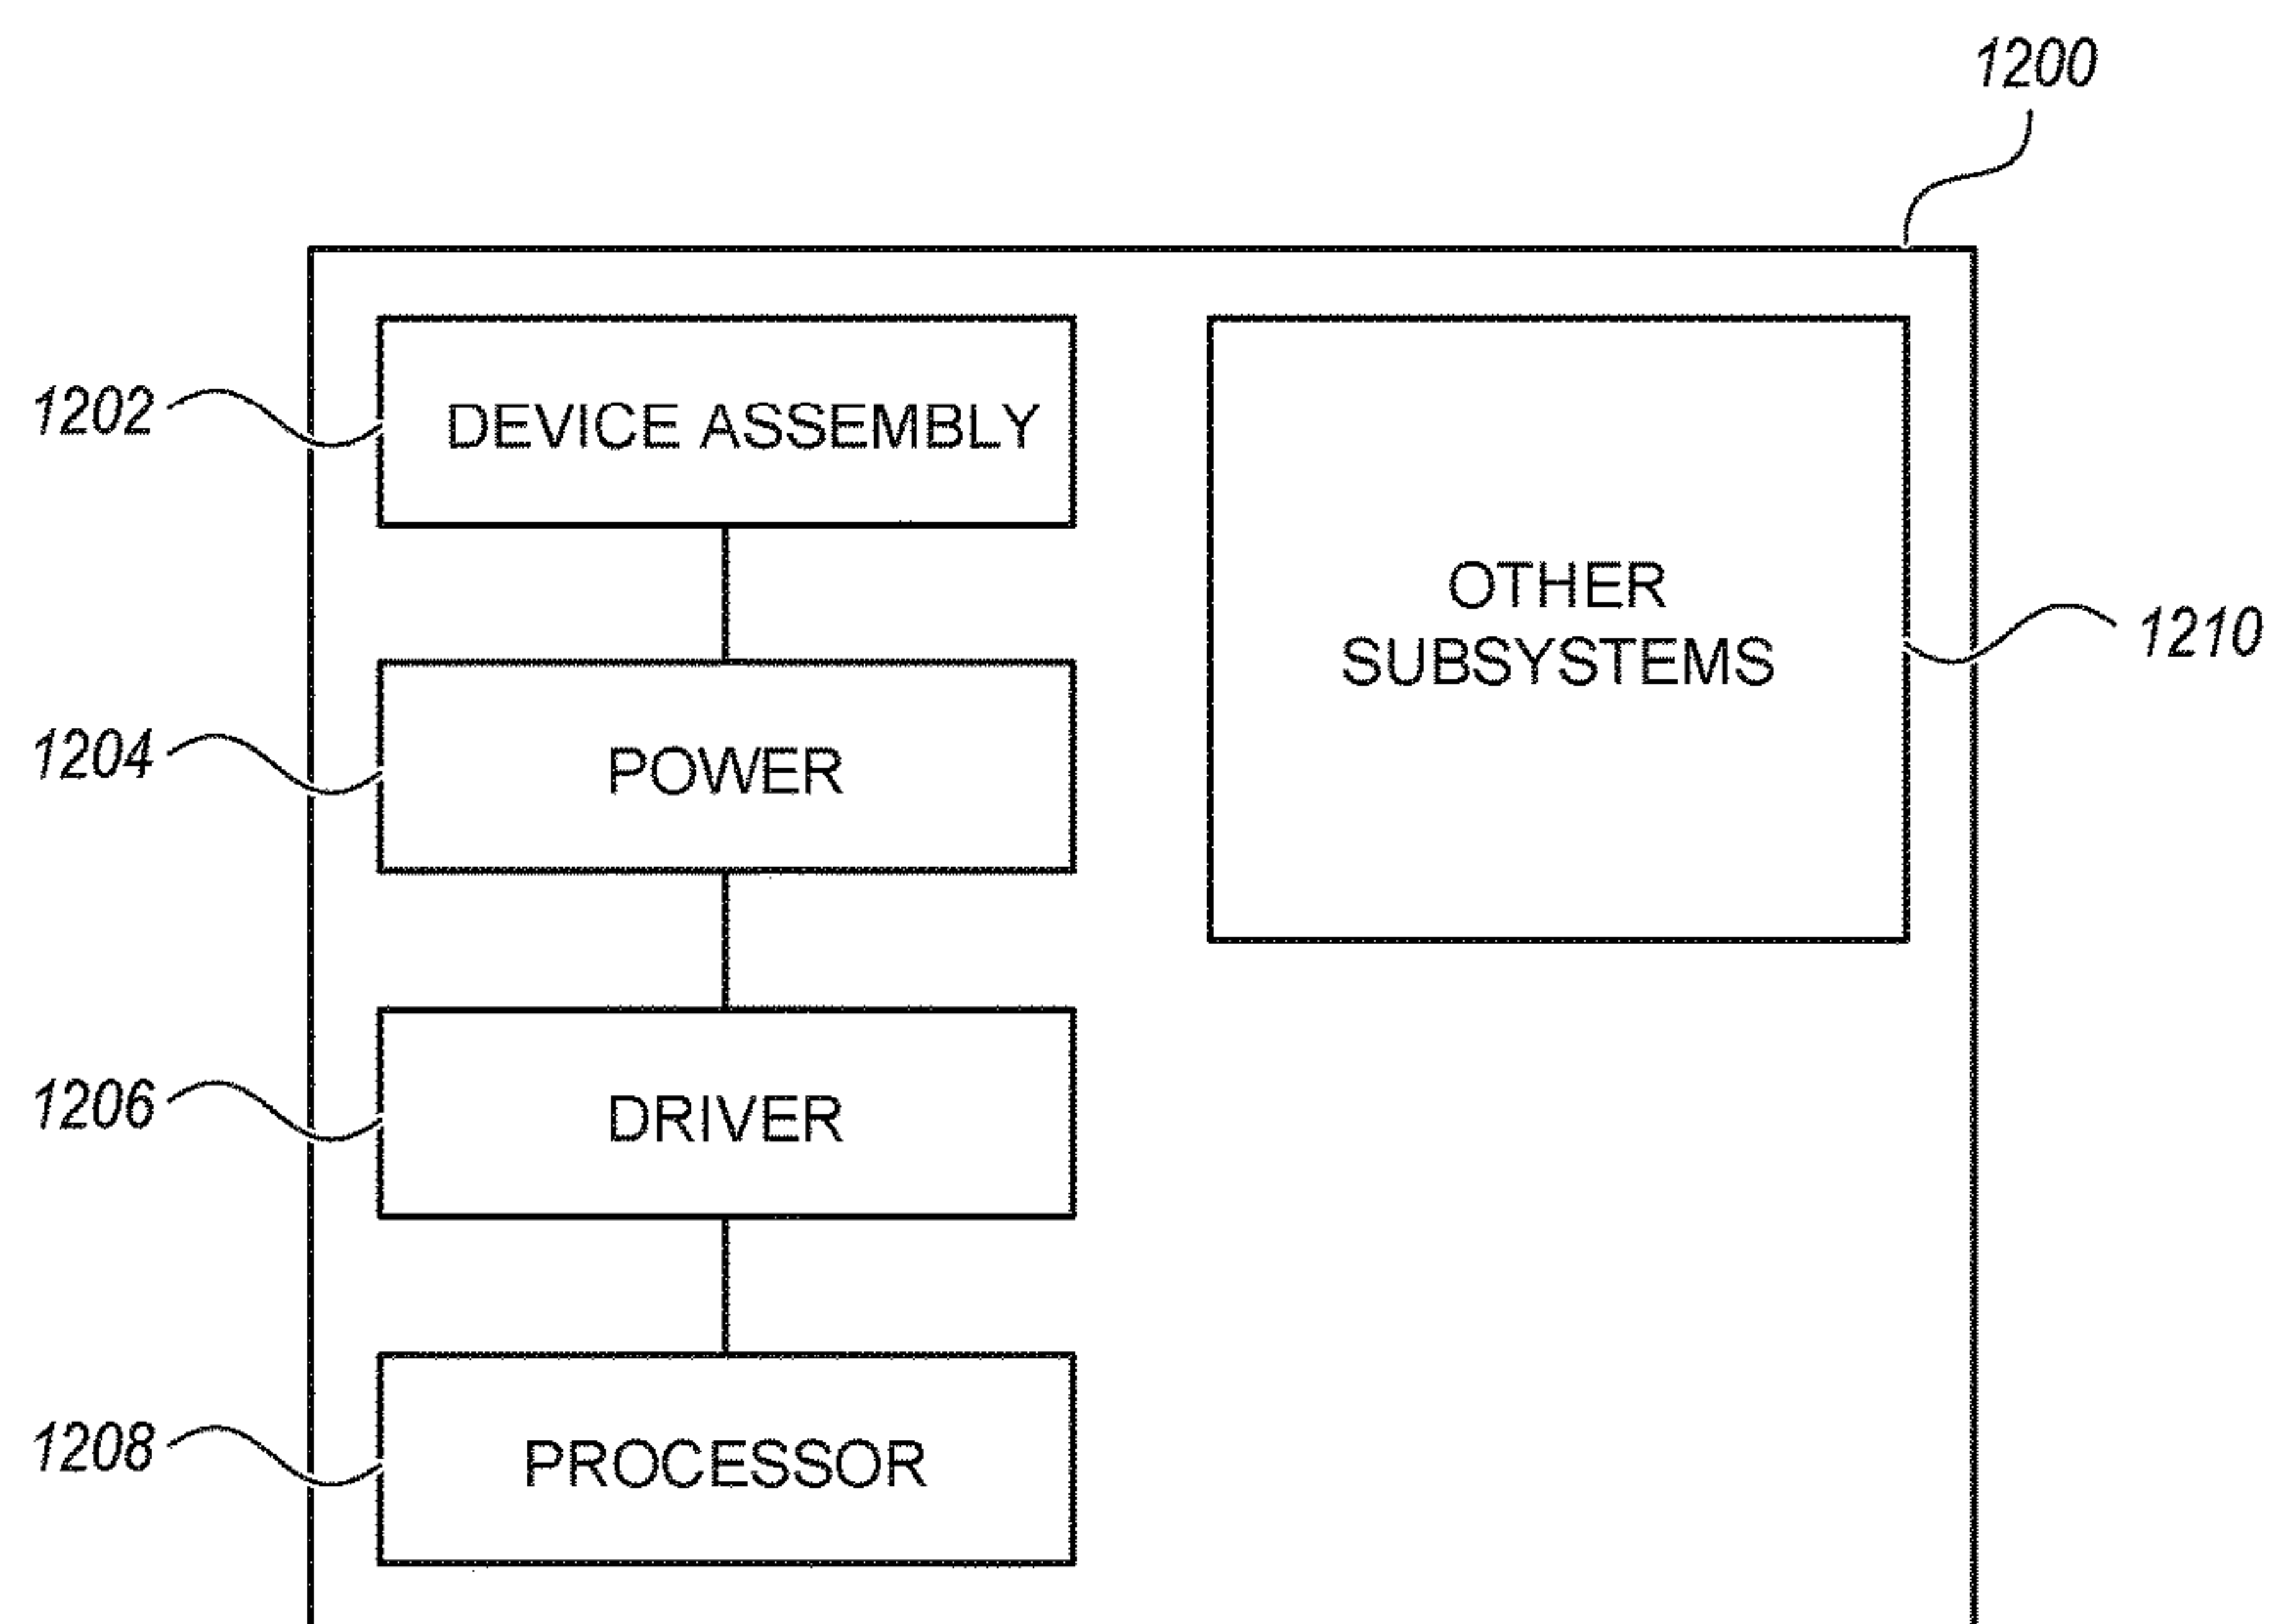 1200
1202
DEVICE ASSEMBLY
OTHER
SUBSYSTEMS
1210
1204
POWER
1206
DRIVER
1208
PROCESSOR